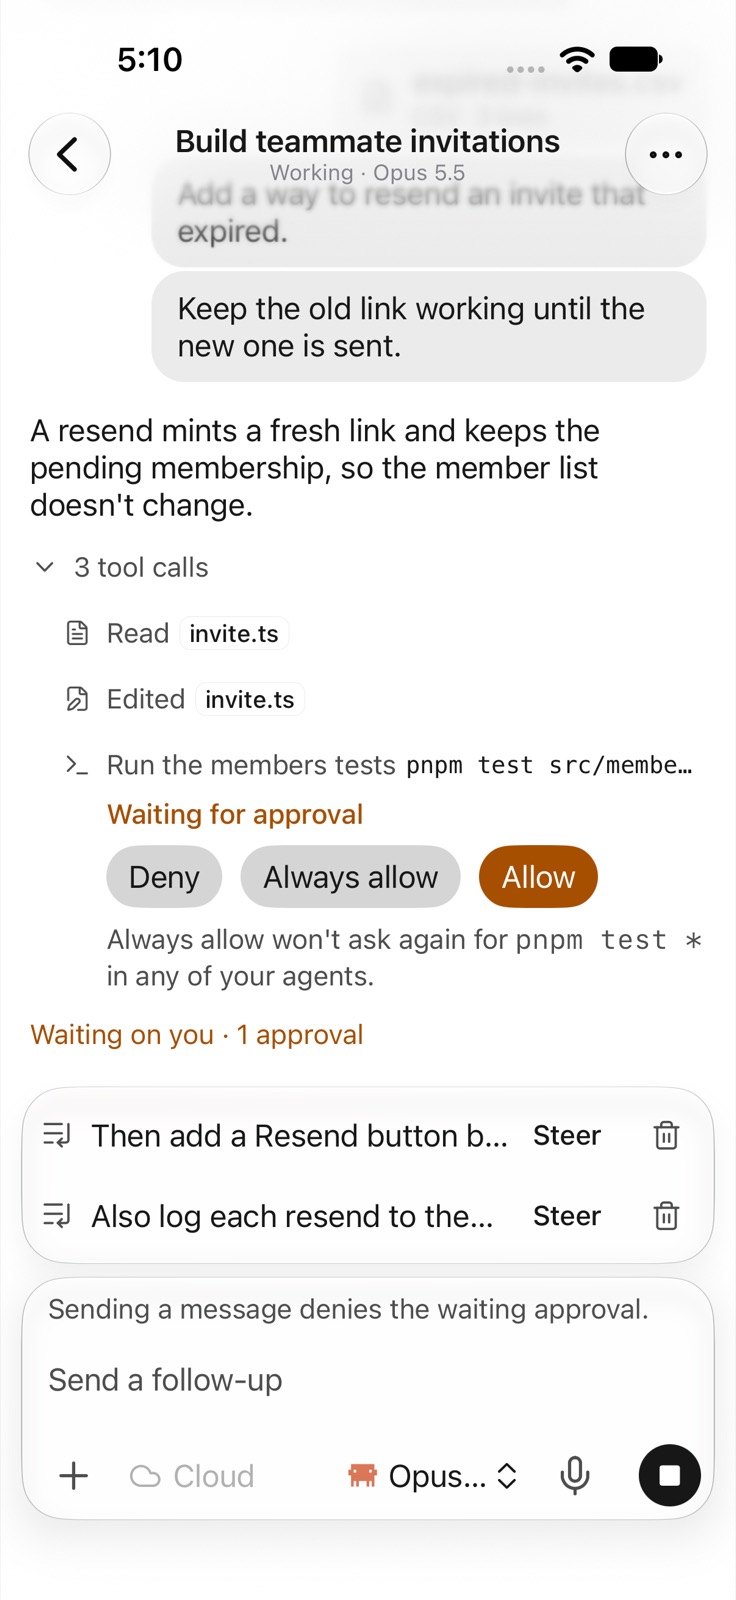 5:10
Build teammate invitations
Working · Opus 5.5
Add a way to resend an invite that
expired.
Keep the old link working until the
new one is sent.
A resend mints a fresh link and keeps the
pending membership, so the member list
doesn't change.
3 tool calls
Read invite.ts
Edited invite.ts
Run the members tests pnpm test src/membe…
Waiting for approval
Deny Always allow Allow
Always allow won't ask again for pnpm test *
in any of your agents.
Waiting on you · 1 approval
Then add a Resend button b… Steer
Also log each resend to the… Steer
Sending a message denies the waiting approval.
Send a follow-up
Cloud Opus…